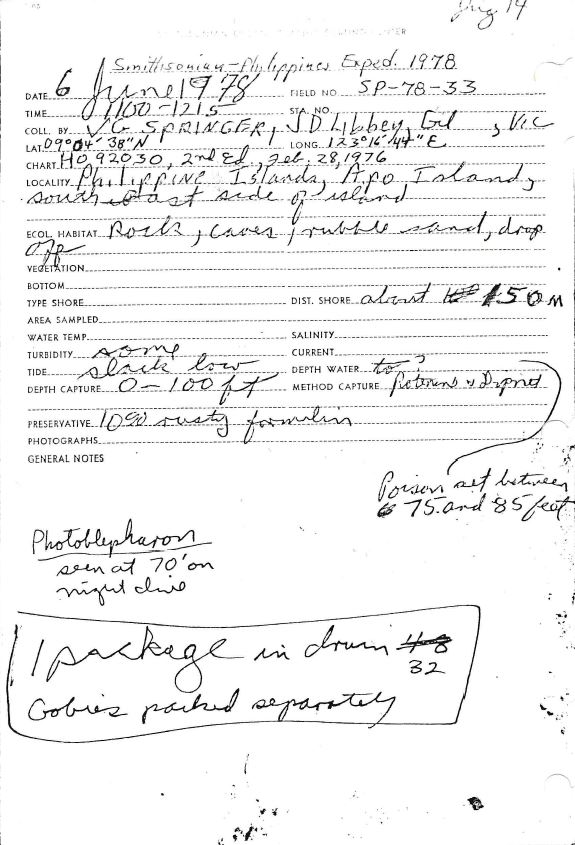 Aug 14
Smithsonian-Philippines Exped. 1978
DATE 6 June 1978 FIELD NO SP-78-33
TIME 1100-1215 STA. NO.
COLL. BY V.G SPRINGER, J D Libbey, Gil, Vic
LAT. 09°04'38"N LONG. 123°16'44"E
CHART HO 92030, 2nd Ed, Feb. 28, 1976
LOCALITY Philippine Islands, Apo Island,
south east side of island
ECOL. HABITAT Rock, caves, rubble sand, drop
off
VEGETATION
BOTTOM
TYPE SHORE DIST. SHORE about 150 M
AREA SAMPLED
WATER TEMP. SALINITY
TURBIDITY some CURRENT
TIDE slack low DEPTH WATER to ?
DEPTH CAPTURE 0-100 ft METHOD CAPTURE Rotenone & Dipnet
PRESERVATIVE 10% rusty formalin
PHOTOGRAPHS
GENERAL NOTES
Poison set between
75 and 85 feet
Photoblepharon
seen at 70' on
night dive
1 package in drum 48
32
Gobies packed separately